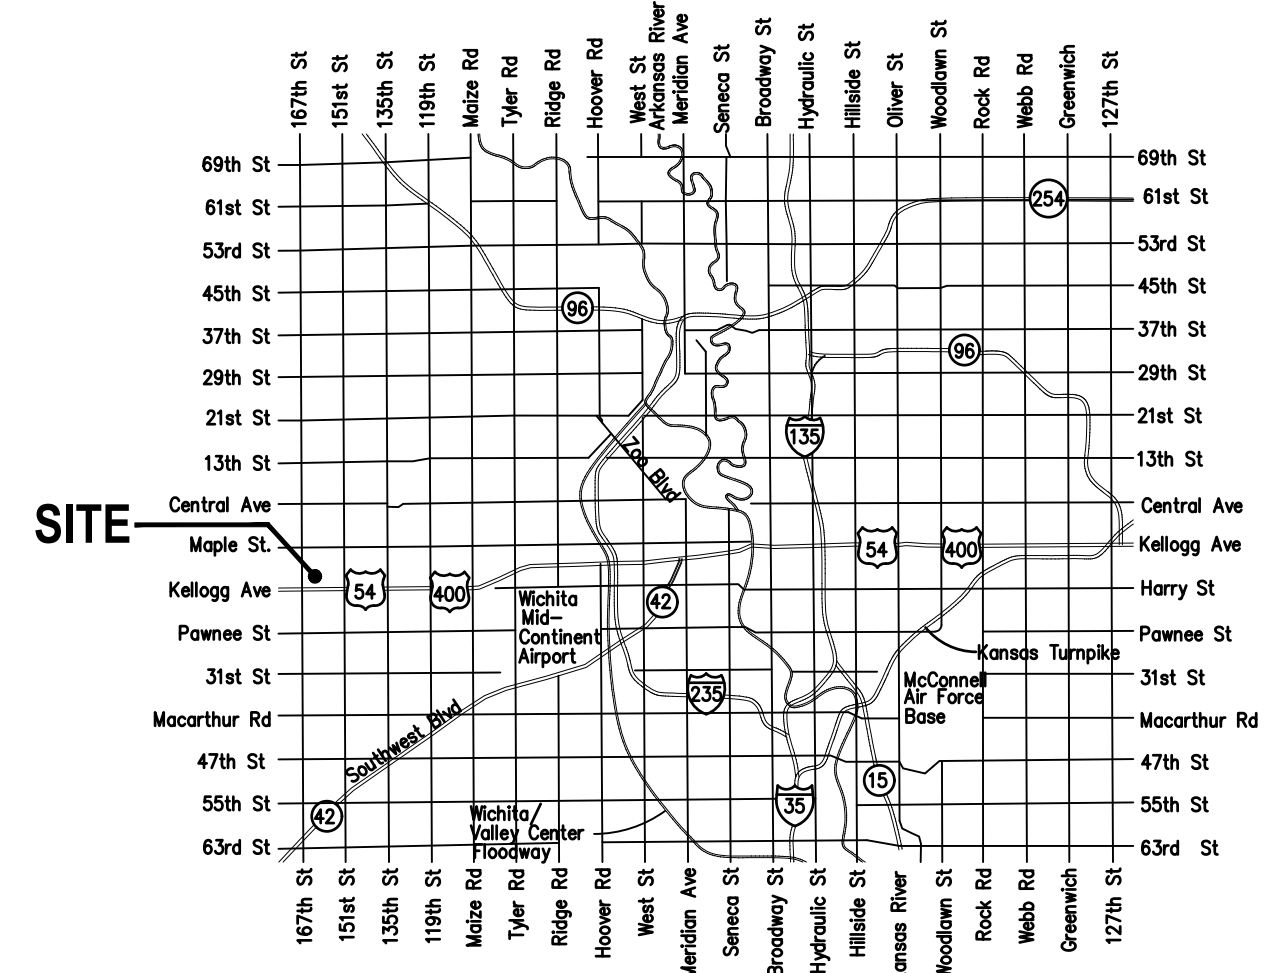 167th St
151st St
135th St
119th St
Maize Rd
Tyler Rd
Ridge Rd
Hoover Rd
West St
Arkansas River
Meridian Ave
Seneca St
Broadway St
Hydraulic St
Hillside St
Oliver St
Woodlawn St
Rock Rd
Webb Rd
Greenwich
127th St
69th St
69th St
61st St
254
61st St
53rd St
53rd St
45th St
45th St
96
37th St
37th St
96
29th St
29th St
21st St
21st St
135
13th St
13th St
Zoo Blvd
Central Ave
Central Ave
SITE
Maple St.
54
400
Kellogg Ave
Kellogg Ave
54
400
Harry St
Wichita
Mid-
Continent
Airport
42
Pawnee St
Pawnee St
Kansas Turnpike
31st St
31st St
235
McConnell
Air Force
Base
Macarthur Rd
Macarthur Rd
Southwest Blvd
47th St
47th St
15
55th St
55th St
35
42
Wichita/
Valley Center
Floodway
63rd St
63rd St
167th St
151st St
135th St
119th St
Maize Rd
Tyler Rd
Ridge Rd
Hoover Rd
West St
Meridian Ave
Seneca St
Broadway St
Hydraulic St
Hillside St
ansas River
Woodlawn St
Rock Rd
Webb Rd
Greenwich
127th St